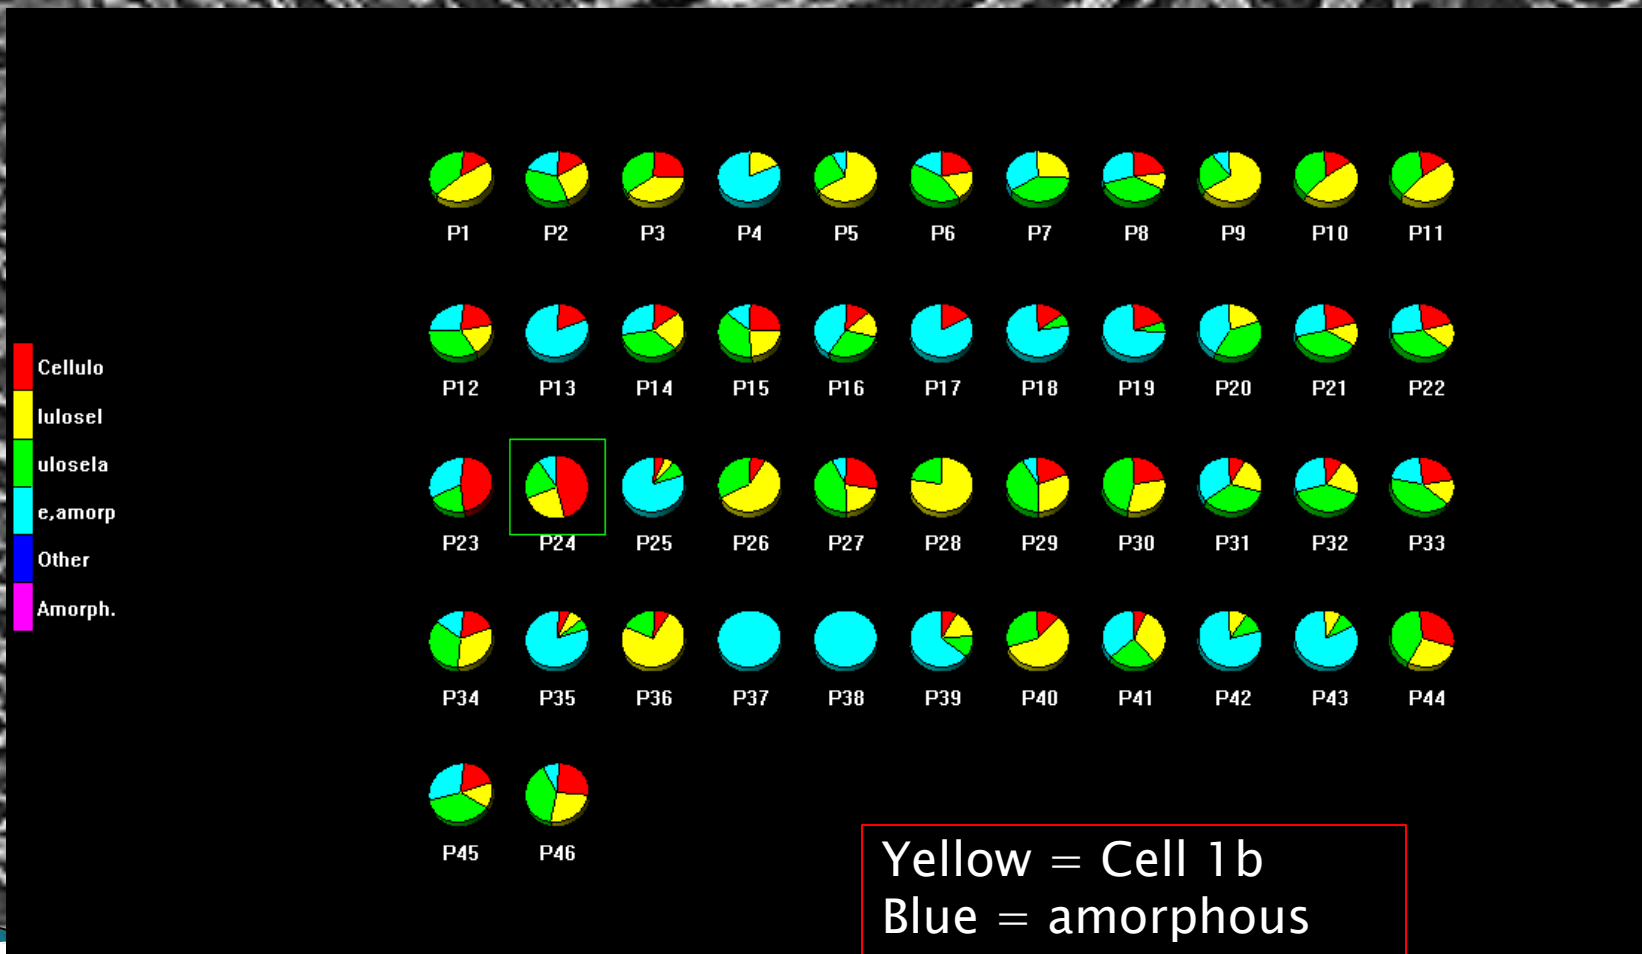 P1 P2 P3 P4 P5 P6 P7 P8 P9 P10 P11
P12 P13 P14 P15 P16 P17 P18 P19 P20 P21 P22
Cellulo
lulosel
ulosela
e,amorp
Other
Amorph.
P23 P24 P25 P26 P27 P28 P29 P30 P31 P32 P33
P34 P35 P36 P37 P38 P39 P40 P41 P42 P43 P44
P45 P46
Yellow = Cell 1b
Blue = amorphous